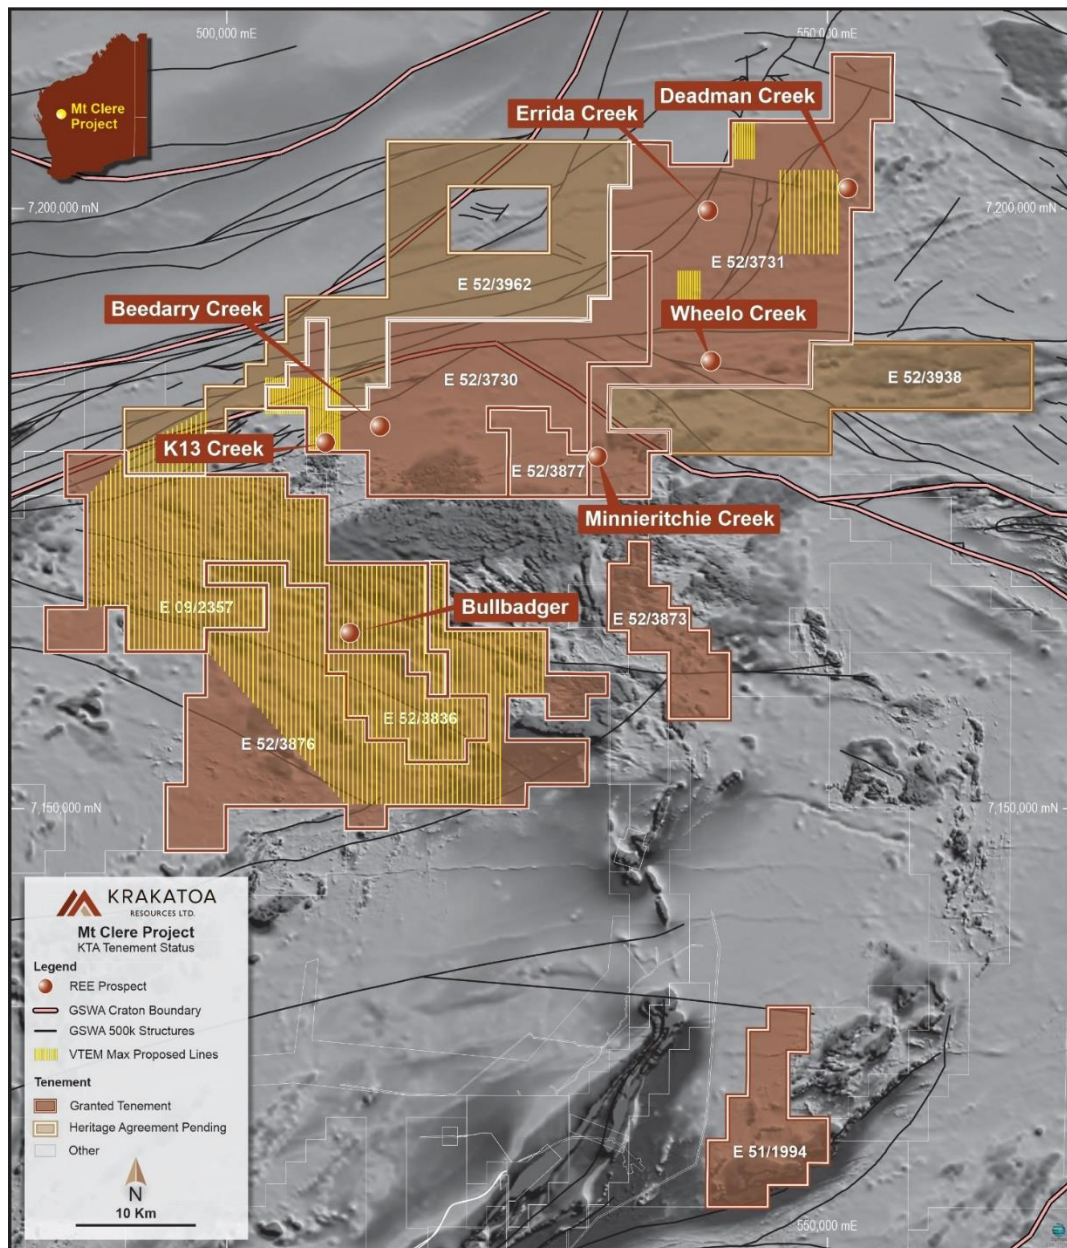 500,000 mE
550,000 mE
Mt Clere
Project
Deadman Creek
Errida Creek
7,200,000 mN
7,200,000 mN
E 52/3731
E 52/3962
Beedarry Creek
Wheelo Creek
E 52/3730
E 52/3938
K13 Creek
E 52/3877
Minnieritchie Creek
E 09/2357
Bullbadger
E 52/3873
E 52/3836
E 52/3876
7,150,000 mN
7,150,000 mN
KRAKATOA
RESOURCES LTD.
Mt Clere Project
KTA Tenement Status
Legend
REE Prospect
GSWA Craton Boundary
GSWA 500k Structures
VTEM Max Proposed Lines
Tenement
Granted Tenement
Heritage Agreement Pending
Other
N
10 Km
E 51/1994
550,000 mE